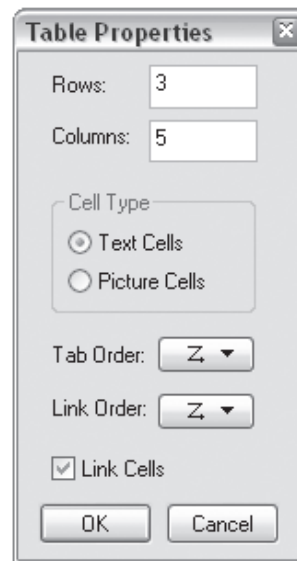 Table Properties
Rows: 3
Columns: 5
Cell Type
Text Cells
Picture Cells
Tab Order:
Link Order:
Link Cells
OK Cancel